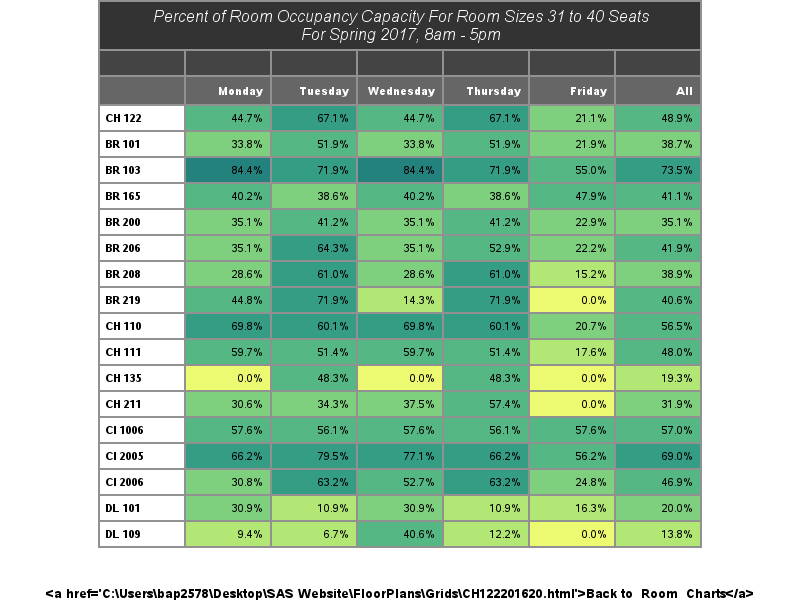 Percent of Room Occupancy Capacity For Room Sizes 31 to 40 Seats
For Spring 2017, 8am - 5pm
Monday Tuesday Wednesday Thursday Friday All
CH 122 44.7% 67.1% 44.7% 67.1% 21.1% 48.9%
BR 101 33.8% 51.9% 33.8% 51.9% 21.9% 38.7%
BR 103 84.4% 71.9% 84.4% 71.9% 55.0% 73.5%
BR 165 40.2% 38.6% 40.2% 38.6% 47.9% 41.1%
BR 200 35.1% 41.2% 35.1% 41.2% 22.9% 35.1%
BR 206 35.1% 64.3% 35.1% 52.9% 22.2% 41.9%
BR 208 28.6% 61.0% 28.6% 61.0% 15.2% 38.9%
BR 219 44.8% 71.9% 14.3% 71.9% 0.0% 40.6%
CH 110 69.8% 60.1% 69.8% 60.1% 20.7% 56.5%
CH 111 59.7% 51.4% 59.7% 51.4% 17.6% 48.0%
CH 135 0.0% 48.3% 0.0% 48.3% 0.0% 19.3%
CH 211 30.6% 34.3% 37.5% 57.4% 0.0% 31.9%
CI 1006 57.6% 56.1% 57.6% 56.1% 57.6% 57.0%
CI 2005 66.2% 79.5% 77.1% 66.2% 56.2% 69.0%
CI 2006 30.8% 63.2% 52.7% 63.2% 24.8% 46.9%
DL 101 30.9% 10.9% 30.9% 10.9% 16.3% 20.0%
DL 109 9.4% 6.7% 40.6% 12.2% 0.0% 13.8%
<a href='C:\Users\bap2578\Desktop\SAS Website\FloorPlans\Grids\CH122201620.html'>Back to Room Charts</a>